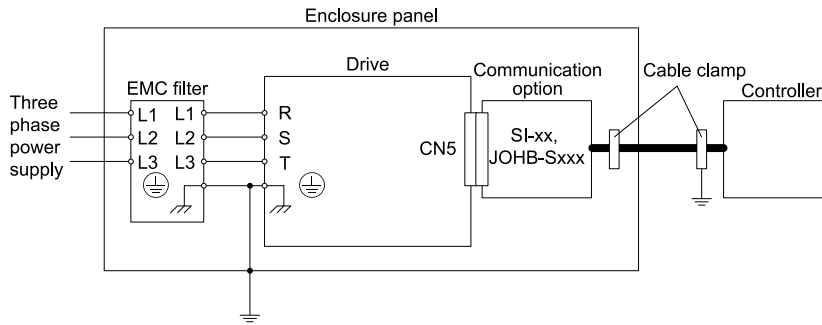 Enclosure panel
Drive
EMC filter
Communication
option
Cable clamp
Controller
Three
phase
power
supply
L1 L1 R
L2 L2 S
L3 L3 T
CN5
SI-xx,
JOHB-Sxxx